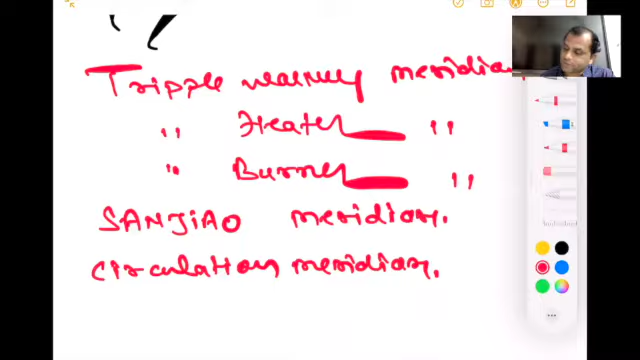 Tripple warmer meridian
" Heater "
" Burner "
SANJIAO meridian.
circulation meridian.